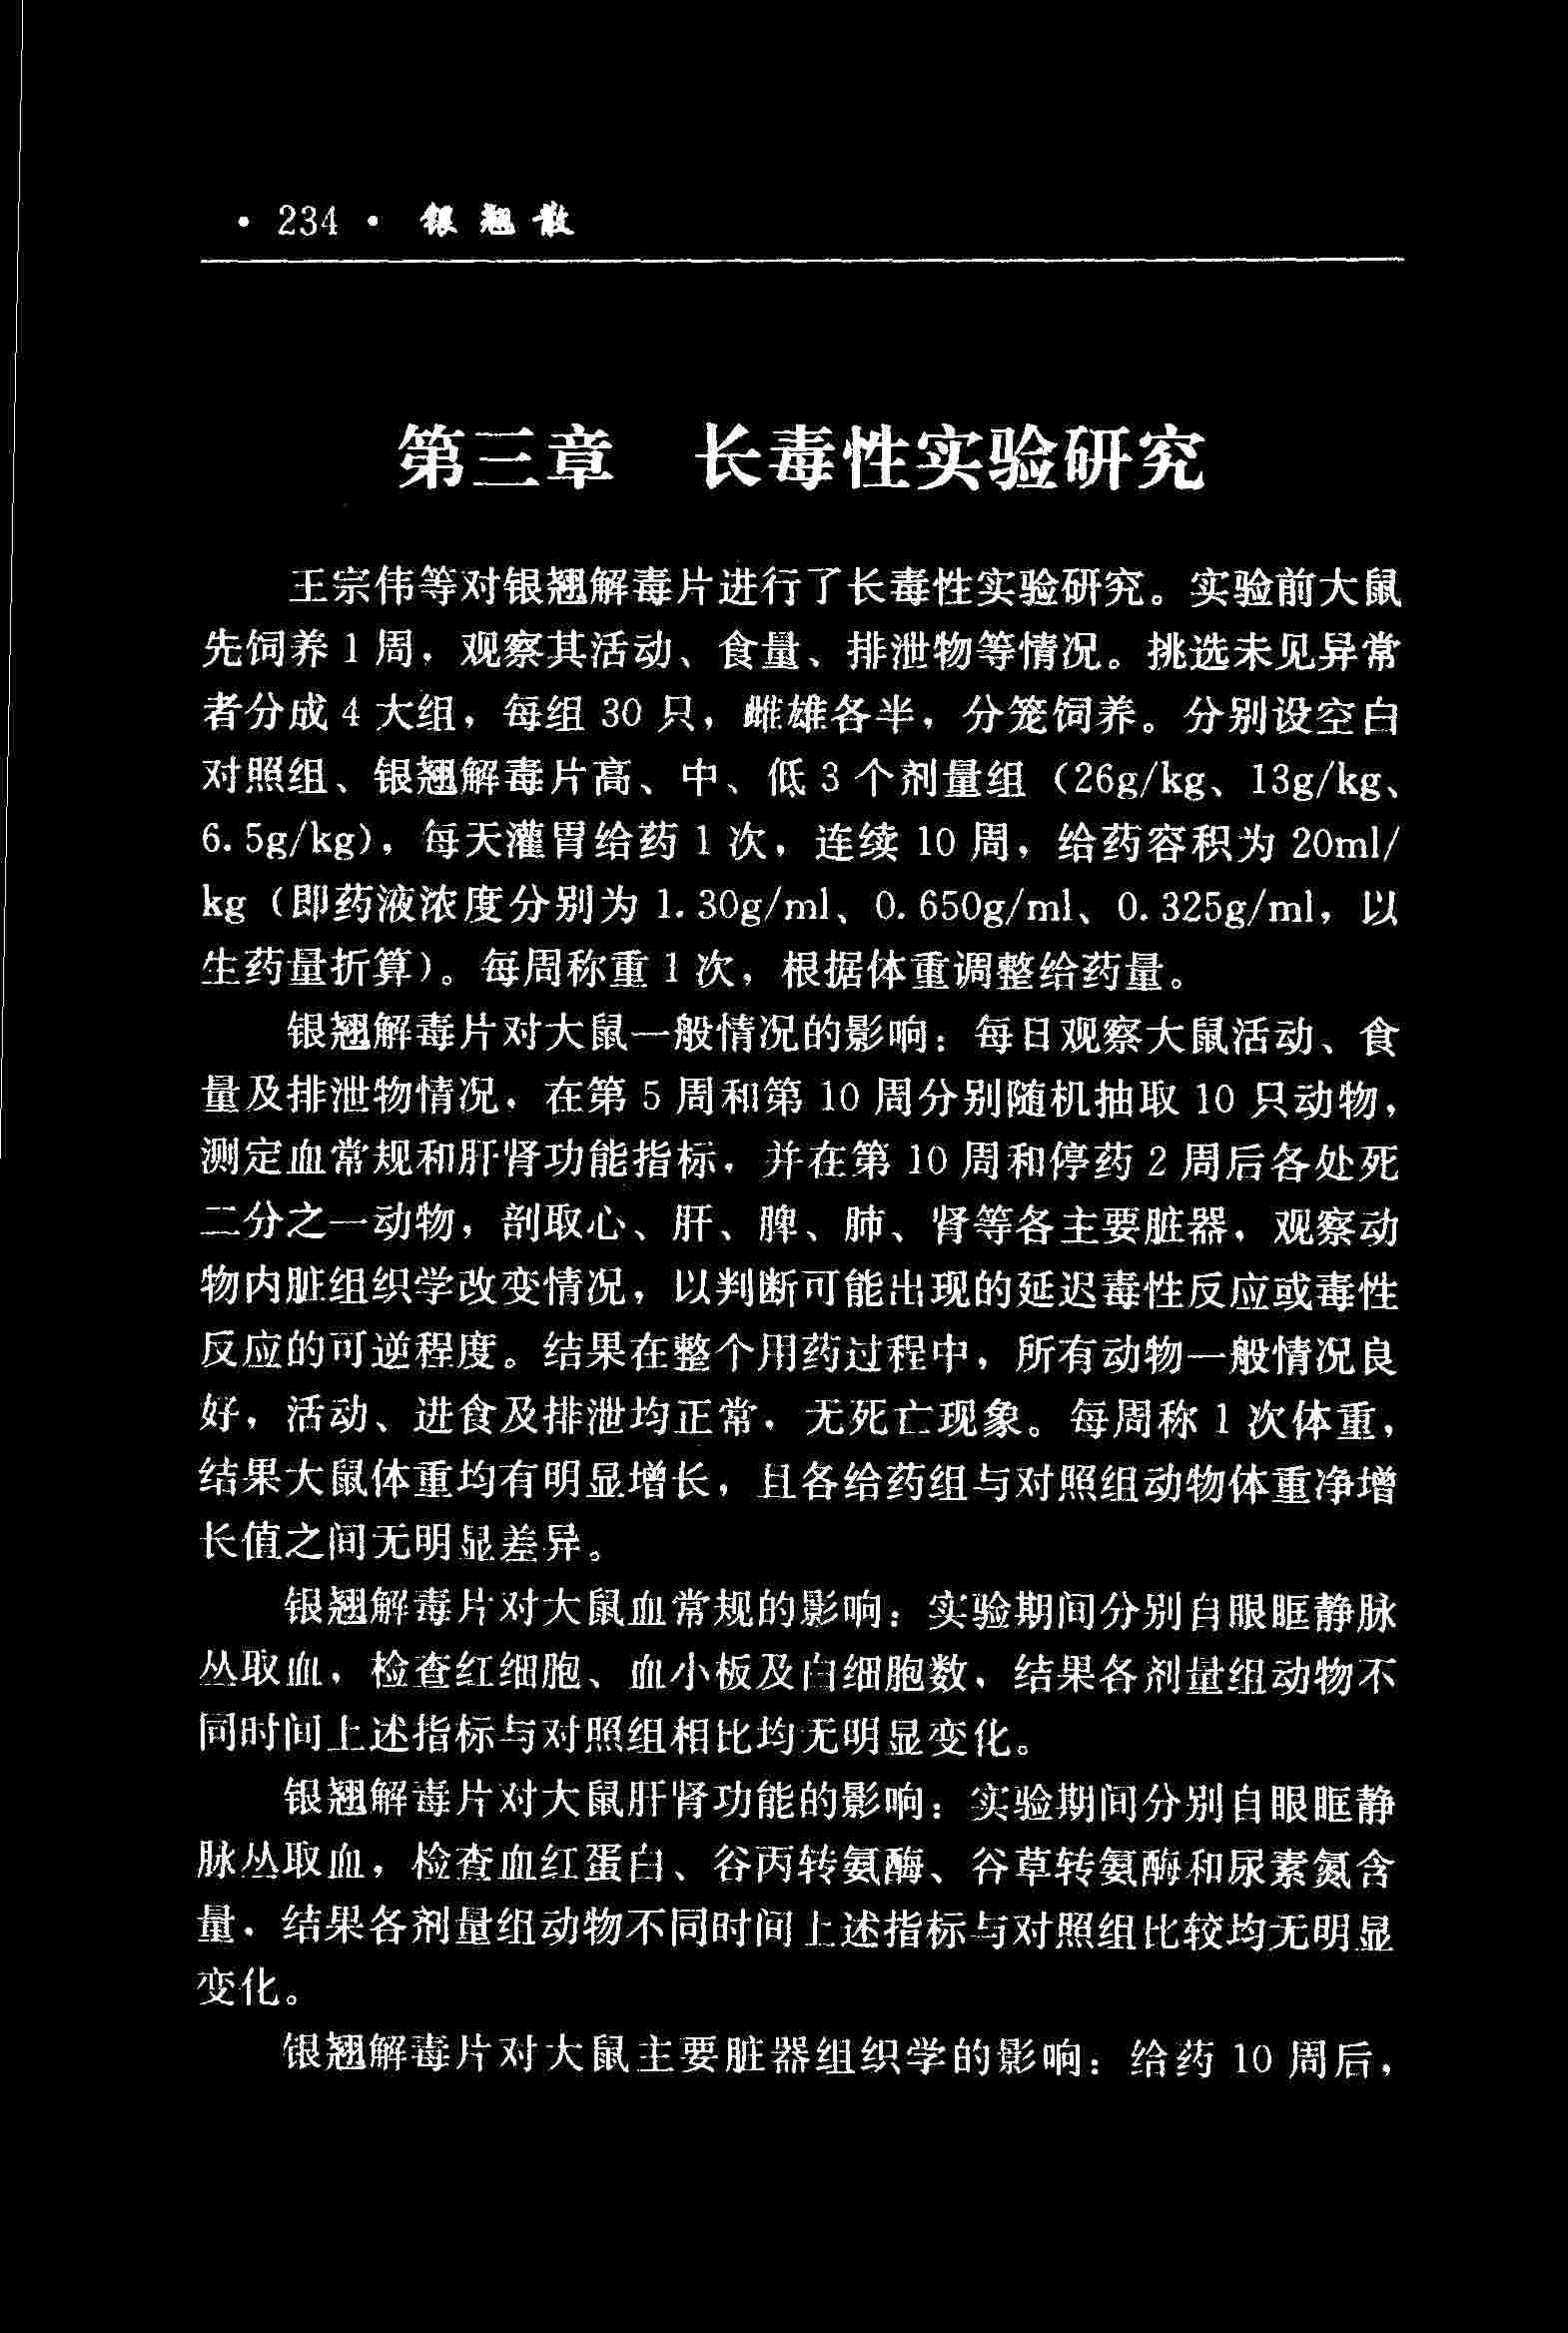 · 234 · 银翘散
第三章 长毒性实验研究
王宗伟等对银翘解毒片进行了长毒性实验研究。实验前大鼠
先饲养 1 周，观察其活动、食量、排泄物等情况。挑选未见异常
者分成 4 大组，每组 30 只，雌雄各半，分笼饲养。分别设空白
对照组、银翘解毒片高、中、低 3 个剂量组（26g/kg、13g/kg、
6.5g/kg），每天灌胃给药 1 次，连续 10 周，给药容积为 20ml/
kg（即药液浓度分别为 1.30g/ml、0.650g/ml、0.325g/ml，以
生药量折算）。每周称重 1 次，根据体重调整给药量。
银翘解毒片对大鼠一般情况的影响：每日观察大鼠活动、食
量及排泄物情况，在第 5 周和第 10 周分别随机抽取 10 只动物，
测定血常规和肝肾功能指标，并在第 10 周和停药 2 周后各处死
二分之一动物，剖取心、肝、脾、肺、肾等各主要脏器，观察动
物内脏组织学改变情况，以判断可能出现的延迟毒性反应或毒性
反应的可逆程度。结果在整个用药过程中，所有动物一般情况良
好，活动、进食及排泄均正常，无死亡现象。每周称 1 次体重，
结果大鼠体重均有明显增长，且各给药组与对照组动物体重净增
长值之间无明显差异。
银翘解毒片对大鼠血常规的影响：实验期间分别自眼眶静脉
丛取血，检查红细胞、血小板及白细胞数，结果各剂量组动物不
同时间上述指标与对照组相比均无明显变化。
银翘解毒片对大鼠肝肾功能的影响：实验期间分别自眼眶静
脉丛取血，检查血红蛋白、谷丙转氨酶、谷草转氨酶和尿素氮含
量，结果各剂量组动物不同时间上述指标与对照组比较均无明显
变化。
银翘解毒片对大鼠主要脏器组织学的影响：给药 10 周后，